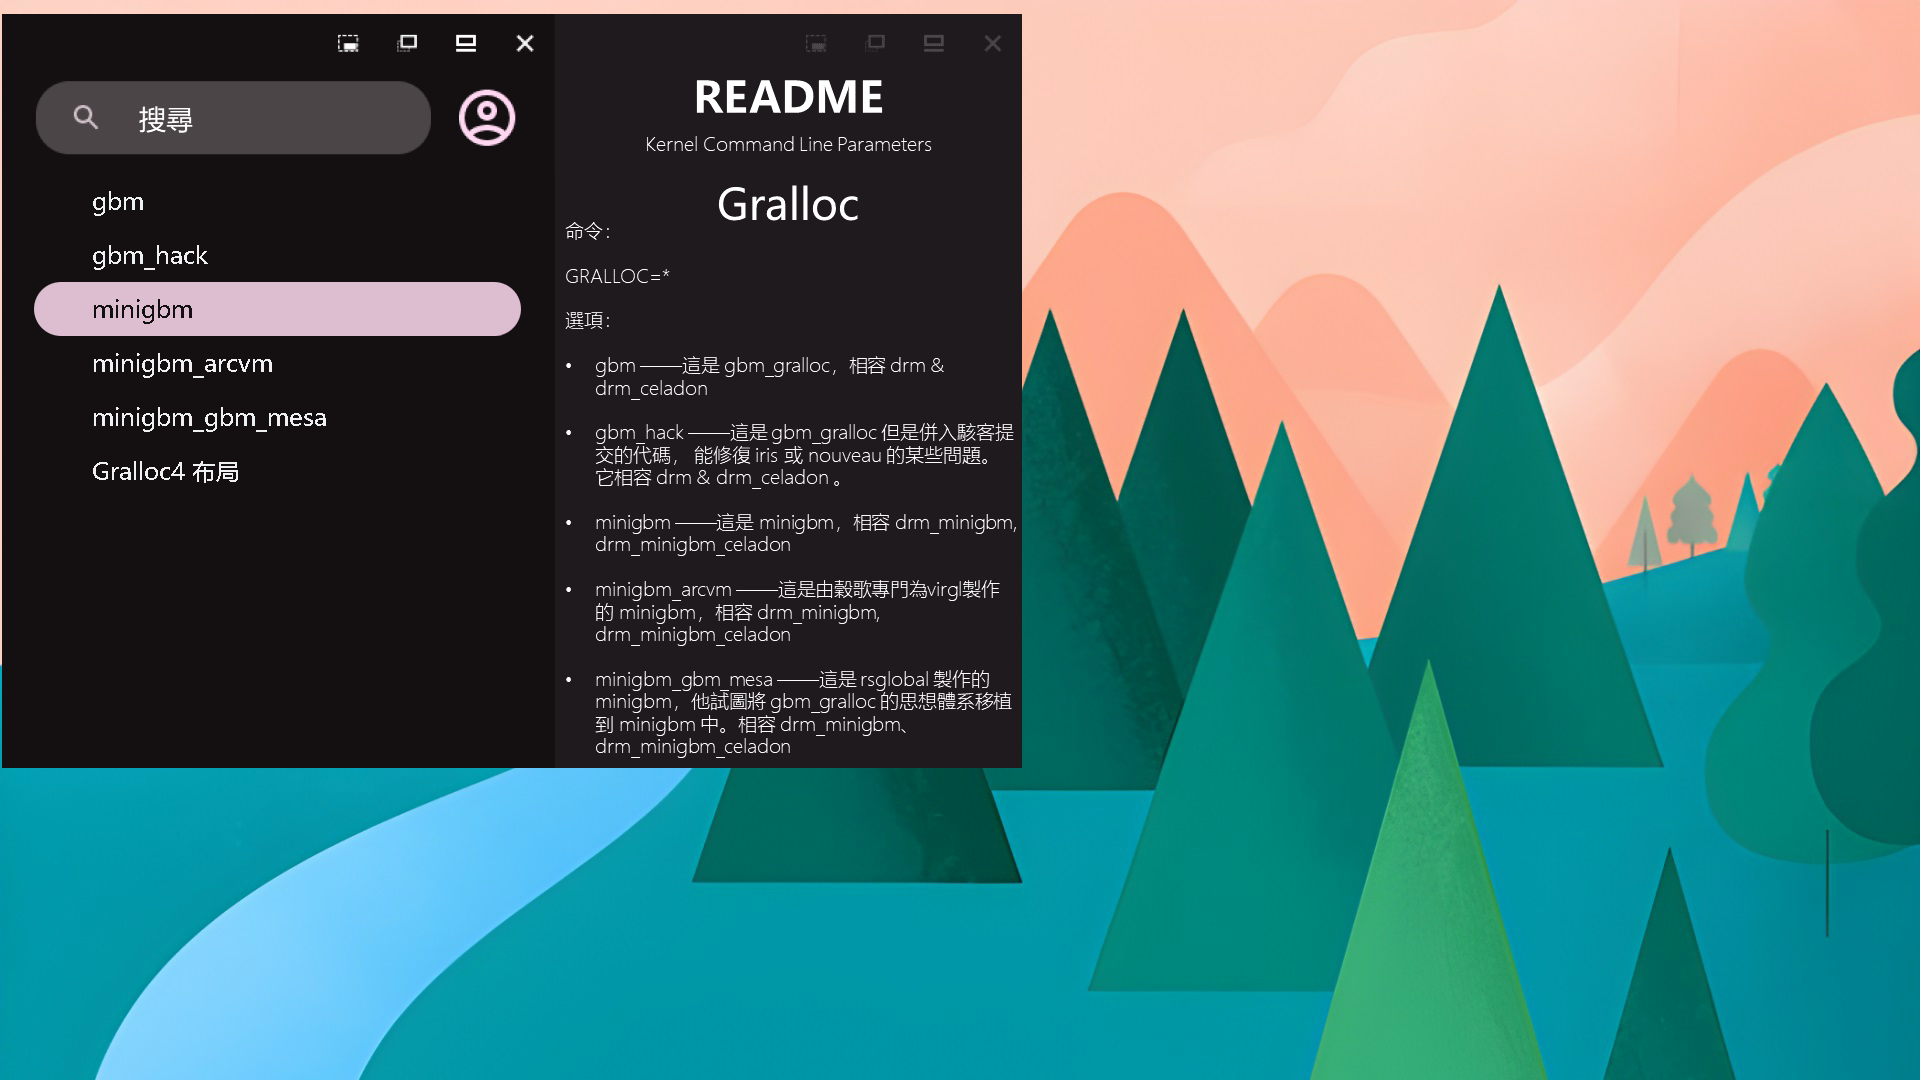 搜尋
gbm
gbm_hack
minigbm
minigbm_arcvm
minigbm_gbm_mesa
Gralloc4 布局
README
Kernel Command Line Parameters
Gralloc
命令：
GRALLOC=*
選項：
• gbm ——這是 gbm_gralloc，相容 drm &
drm_celadon
• gbm_hack ——這是 gbm_gralloc 但是併入駭客提
交的代碼， 能修復 iris 或 nouveau 的某些問題。
它相容 drm & drm_celadon 。
• minigbm ——這是 minigbm，相容 drm_minigbm,
drm_minigbm_celadon
• minigbm_arcvm ——這是由穀歌專門為virgl製作
的 minigbm，相容 drm_minigbm,
drm_minigbm_celadon
• minigbm_gbm_mesa ——這是 rsglobal 製作的
minigbm，他試圖將 gbm_gralloc 的思想體系移植
到 minigbm 中。相容 drm_minigbm、
drm_minigbm_celadon